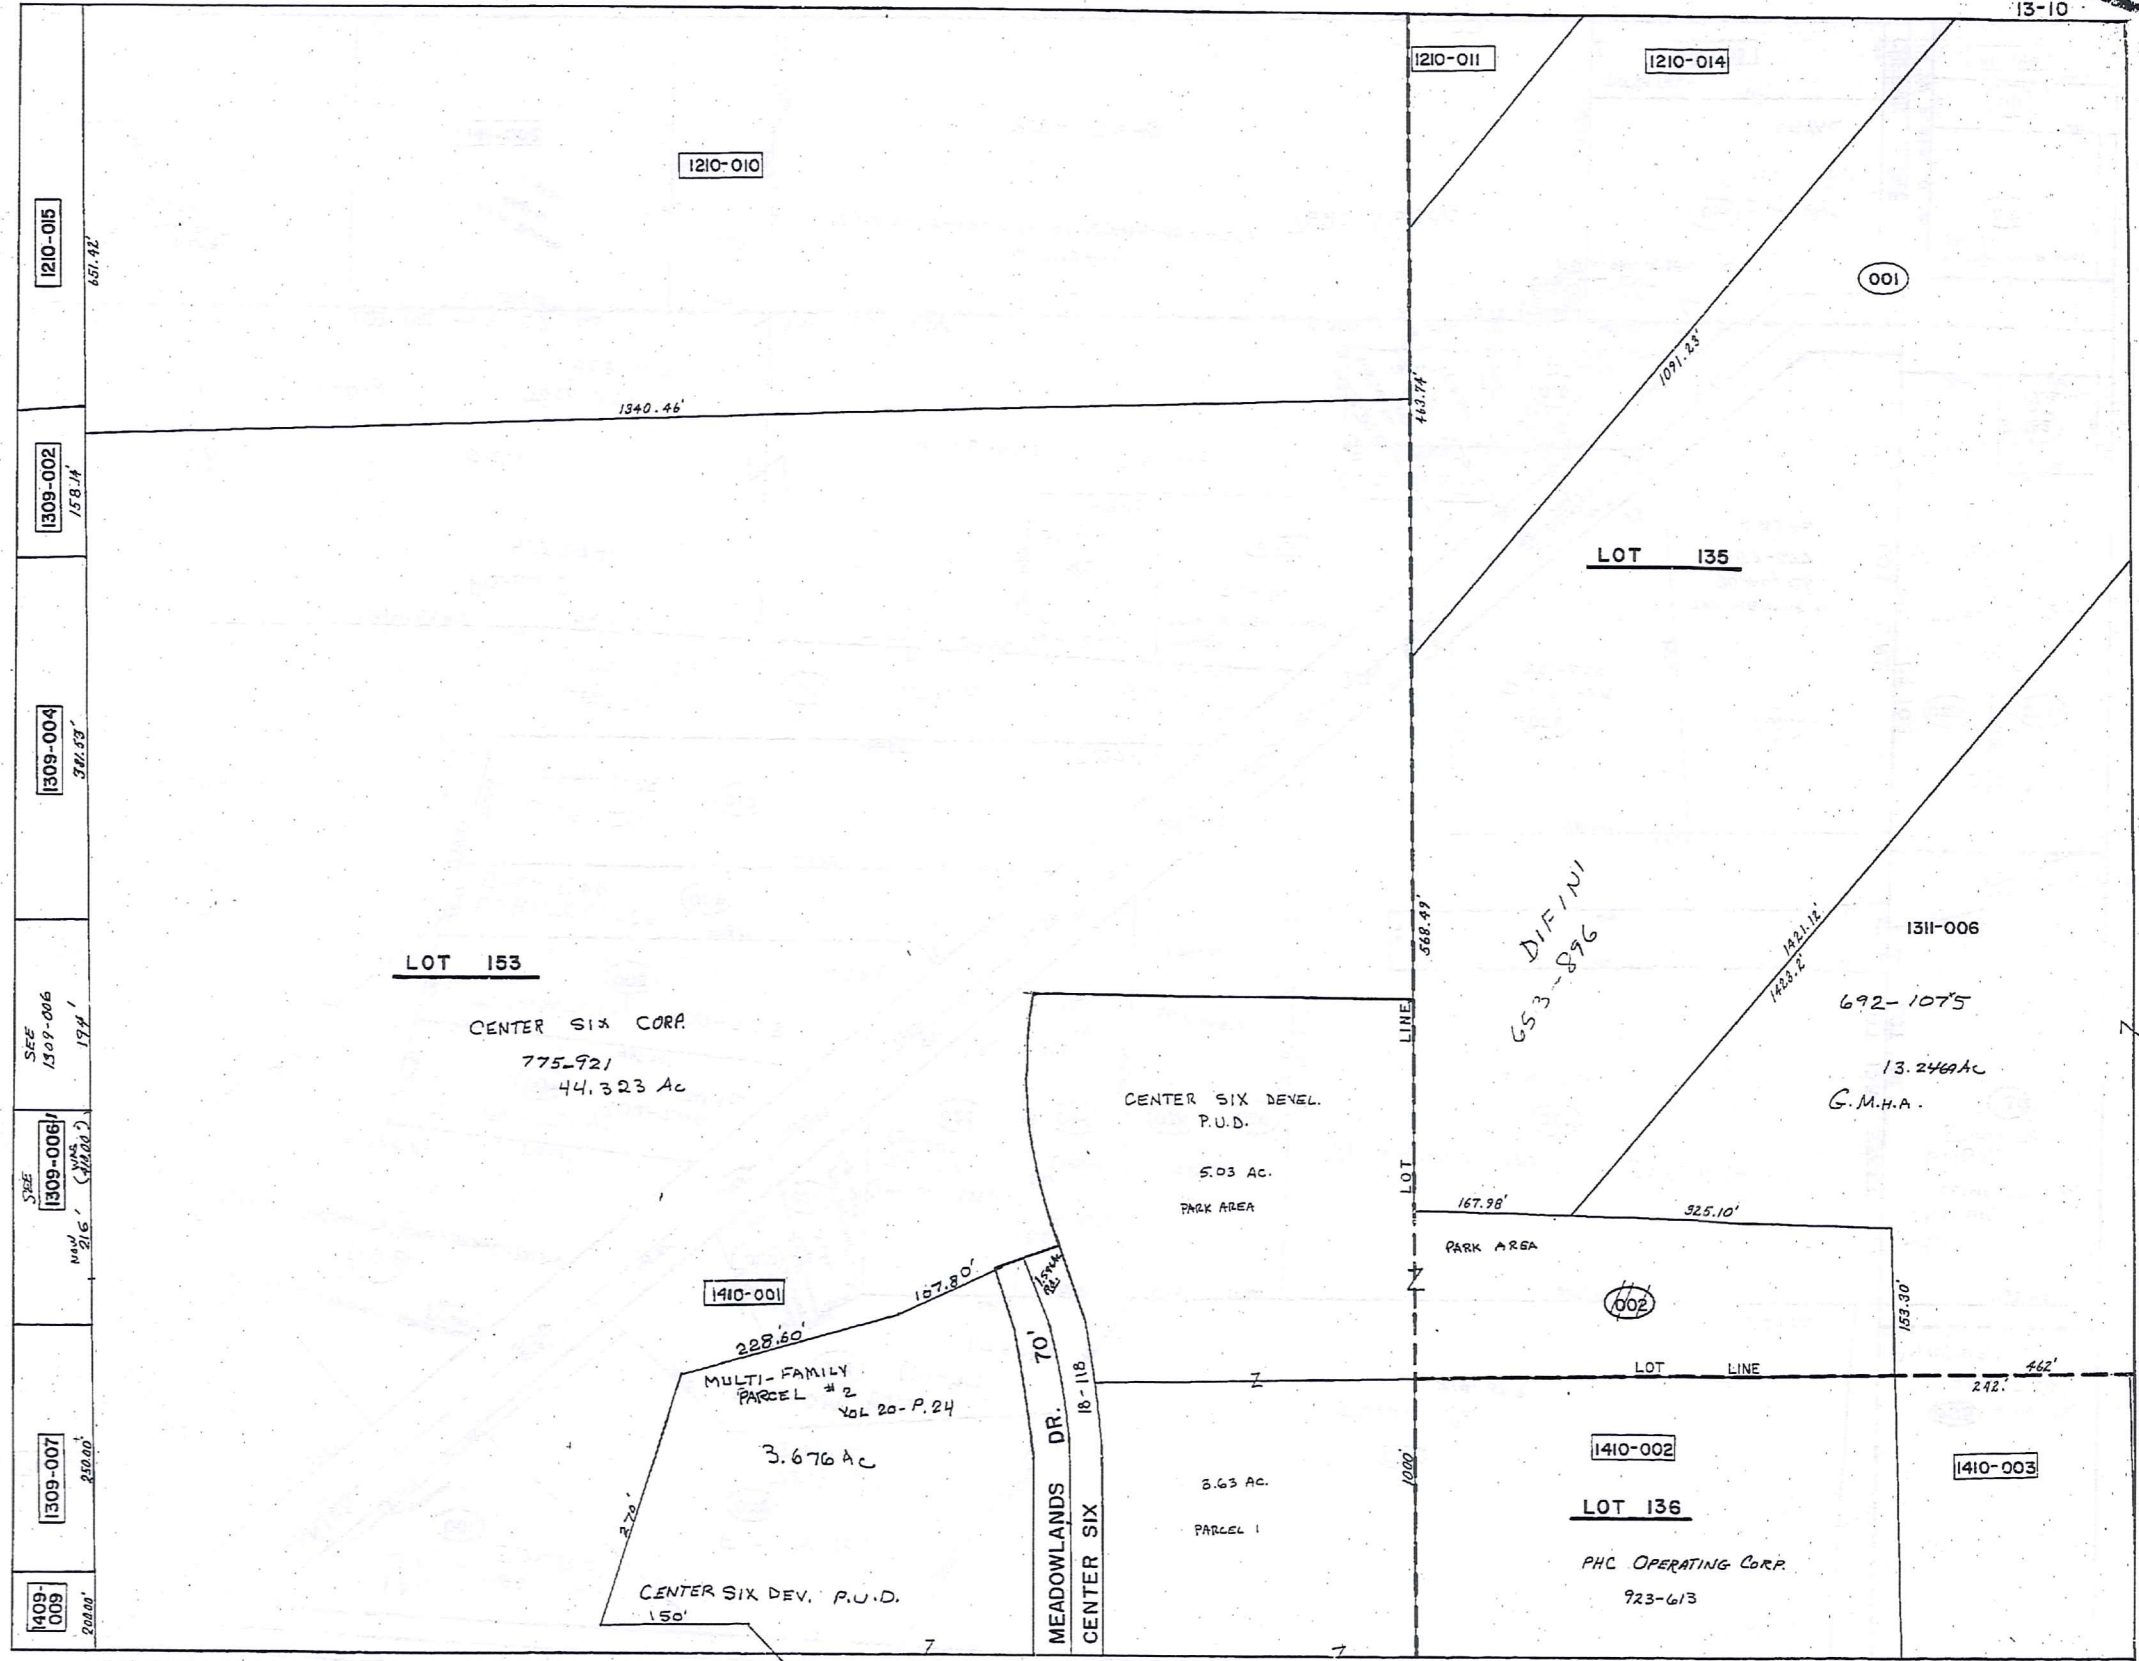 13-10
1210-011
1210-014
1210-010
1210-015
651.42'
001
1091.23'
463.74'
1340.46'
1309-002
158.14'
LOT 135
1309-004
381.53'
568.49'
DIFINI
653-896
1421.12'
1423.2'
1311-006
692-1075
G.M.H.A.
LOT 153
CENTER SIX CORP.
775-921
44.323 Ac
SEE
1309-006
194'
LOT LINE
CENTER SIX DEVEL.
P.U.D.
5.03 AC.
PARK AREA
SEE
1309-006
WAS
NOW
216'
167.98'
325.10'
PARK AREA
002
153.30'
1410-001
107.80'
228.60'
MULTI-FAMILY
PARCEL #2
VOL 20-P.24
3.676 Ac
70'
MEADOWLANDS DR.
CENTER SIX
18-118
LOT LINE
462'
242.'
1410-002
1410-003
LOT 136
PHC OPERATING CORP.
923-613
1000'
3.63 AC.
PARCEL 1
1309-007
250.00'
270'
CENTER SIX DEV. P.U.D.
150'
1409-
009
200.00'